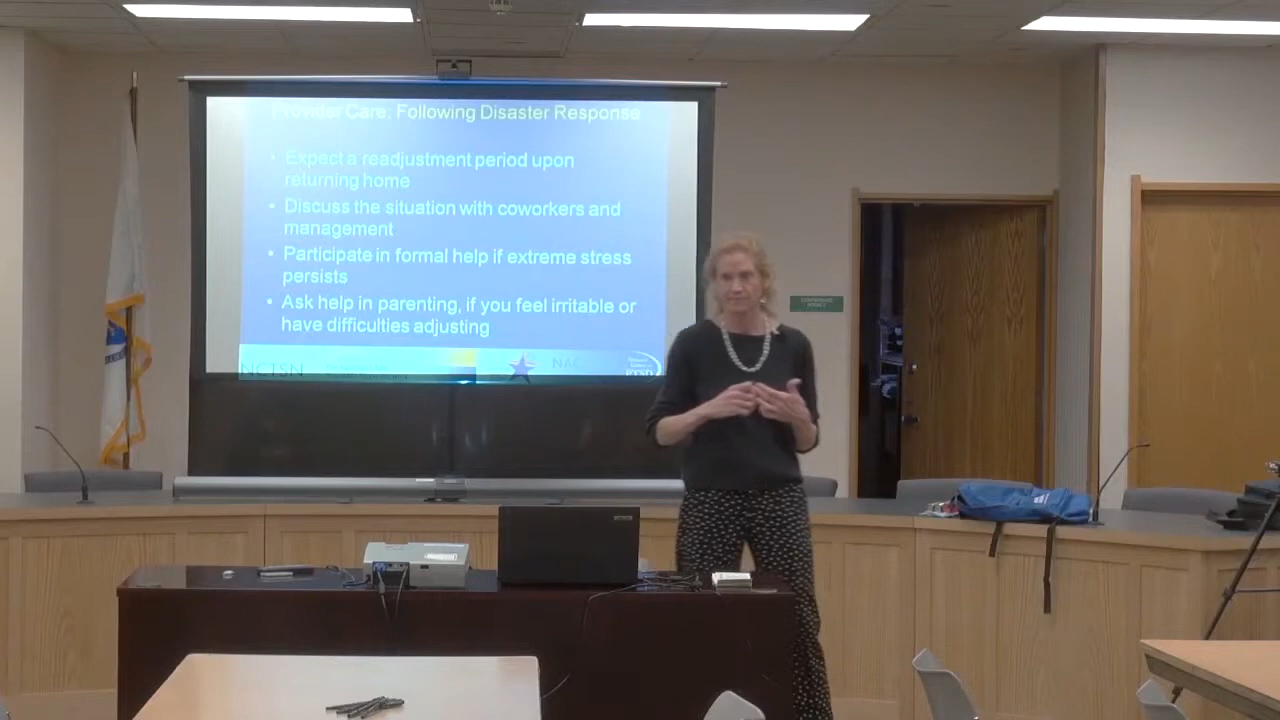 Provider Care: Following Disaster Response
• Expect a readjustment period upon
returning home
• Discuss the situation with coworkers and
management
• Participate in formal help if extreme stress
persists
• Ask help in parenting, if you feel irritable or
have difficulties adjusting
NCTSN
NAC
PTSD